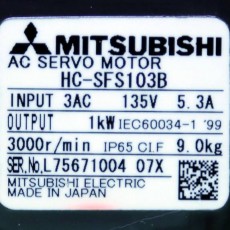 MITSUBISHI
AC SERVO MOTOR
HC-SFS103B
INPUT 3AC 135V 5.3A
OUTPUT 1kW IEC60034-1 '99
3000r/min IP65 Cl.F 9.0kg
SER.No.L75671004 07X
MITSUBISHI ELECTRIC
MADE IN JAPAN